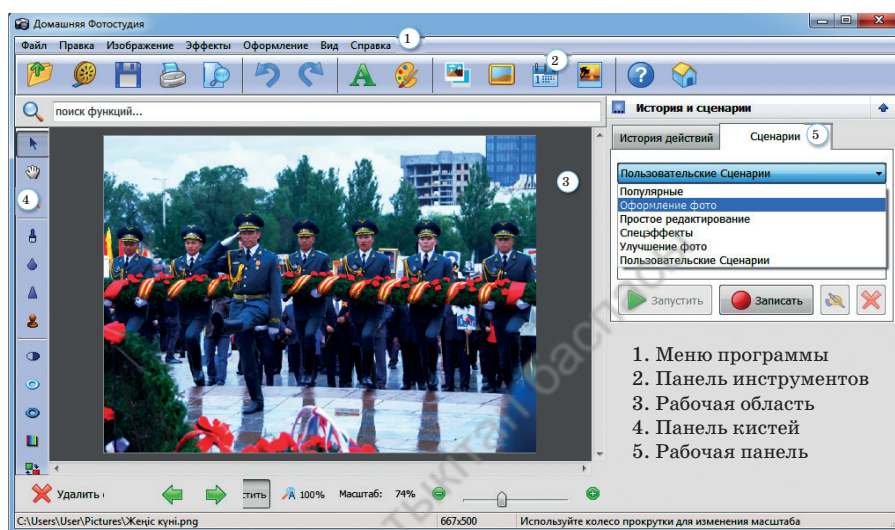 Домашняя Фотостудия
Файл Правка Изображение Эффекты Оформление Вид Справка 1
2
поиск функций...
История и сценарии
История действий Сценарии 5
Пользовательские Сценарии
Популярные
Оформление фото
Простое редактирование
Спецэффекты
Улучшение фото
Пользовательские Сценарии
Запустить Записать
3
4
1. Меню программы
2. Панель инструментов
3. Рабочая область
4. Панель кистей
5. Рабочая панель
Удалить 100% Масштаб: 74%
C:\Users\User\Pictures\Жеңіс күні.png 667x500 Используйте колесо прокрутки для изменения масштаба